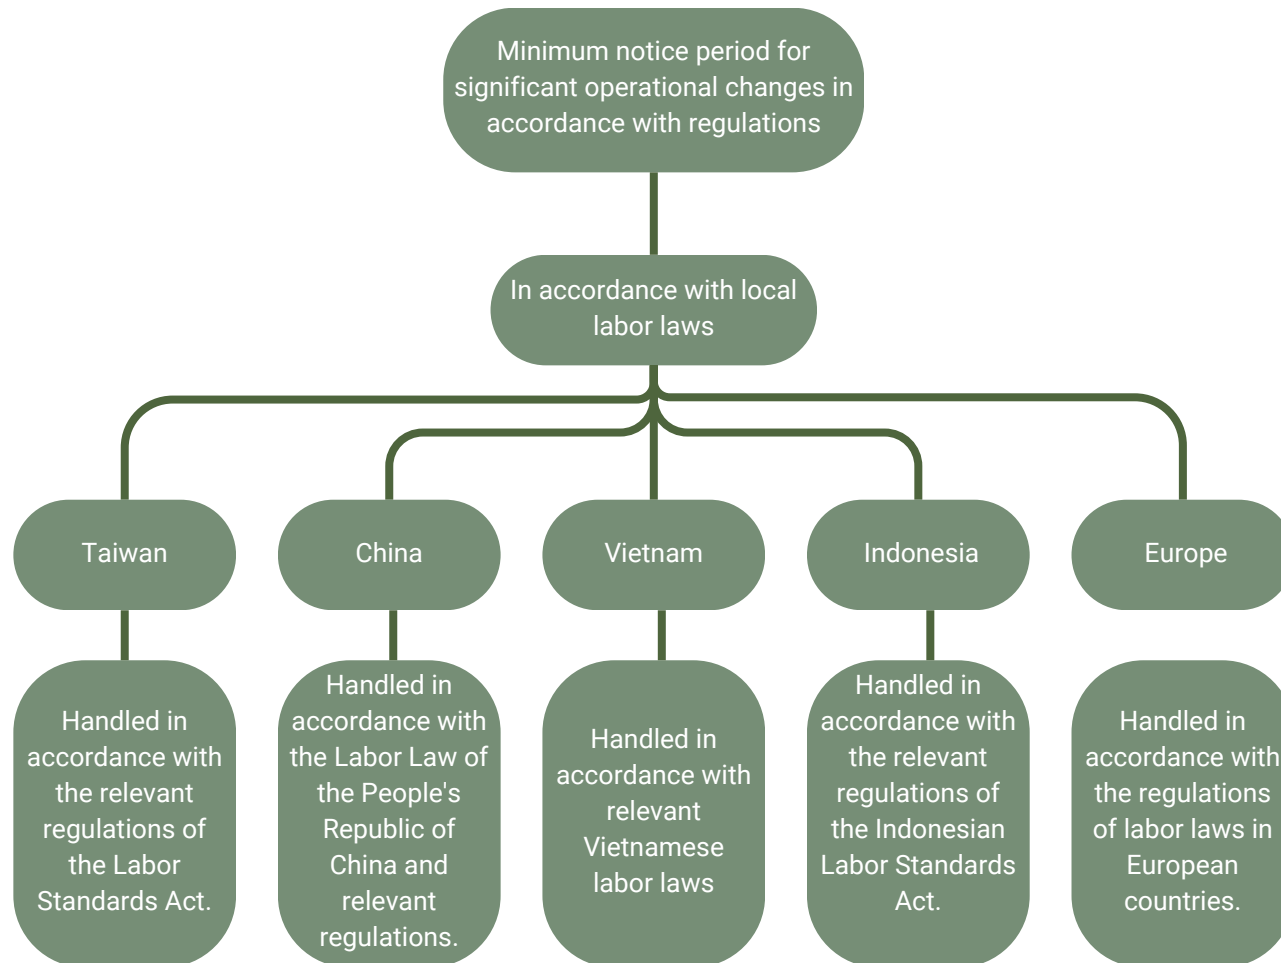 Minimum notice period for
significant operational changes in
accordance with regulations
In accordance with local
labor laws
Taiwan
China
Vietnam
Indonesia
Europe
Handled in
accordance with
the relevant
regulations of
the Labor
Standards Act.
Handled in
accordance with
the Labor Law of
the People's
Republic of
China and
relevant
regulations.
Handled in
accordance with
relevant
Vietnamese
labor laws
Handled in
accordance with
the relevant
regulations of
the Indonesian
Labor Standards
Act.
Handled in
accordance with
the regulations
of labor laws in
European
countries.